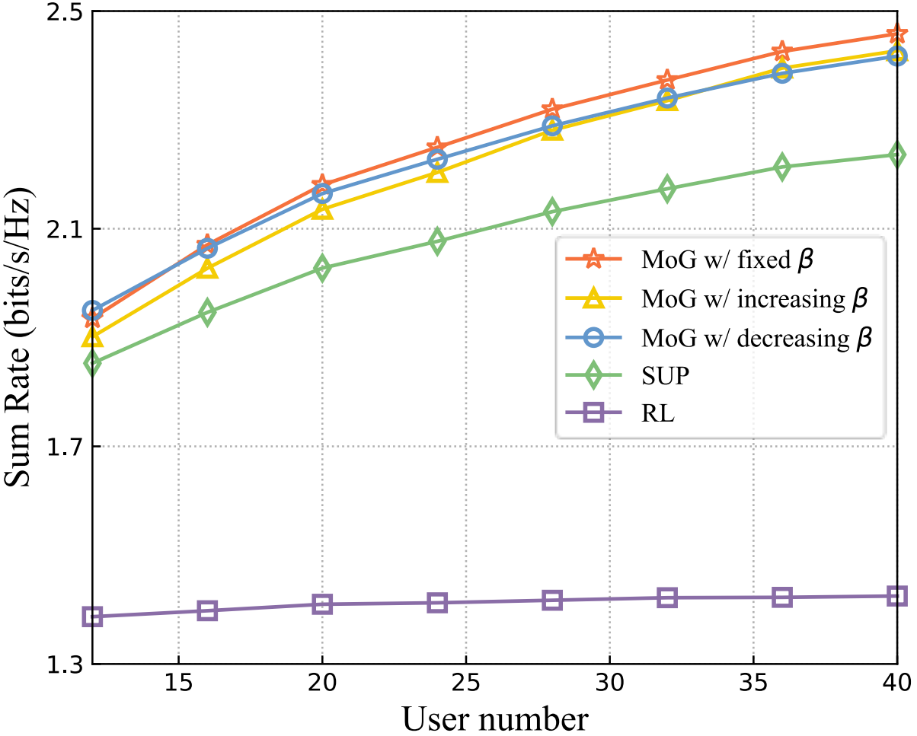 2.5
2.1
1.7
1.3
Sum Rate (bits/s/Hz)
MoG w/ fixed β
MoG w/ increasing β
MoG w/ decreasing β
SUP
RL
15 20 25 30 35 40
User number